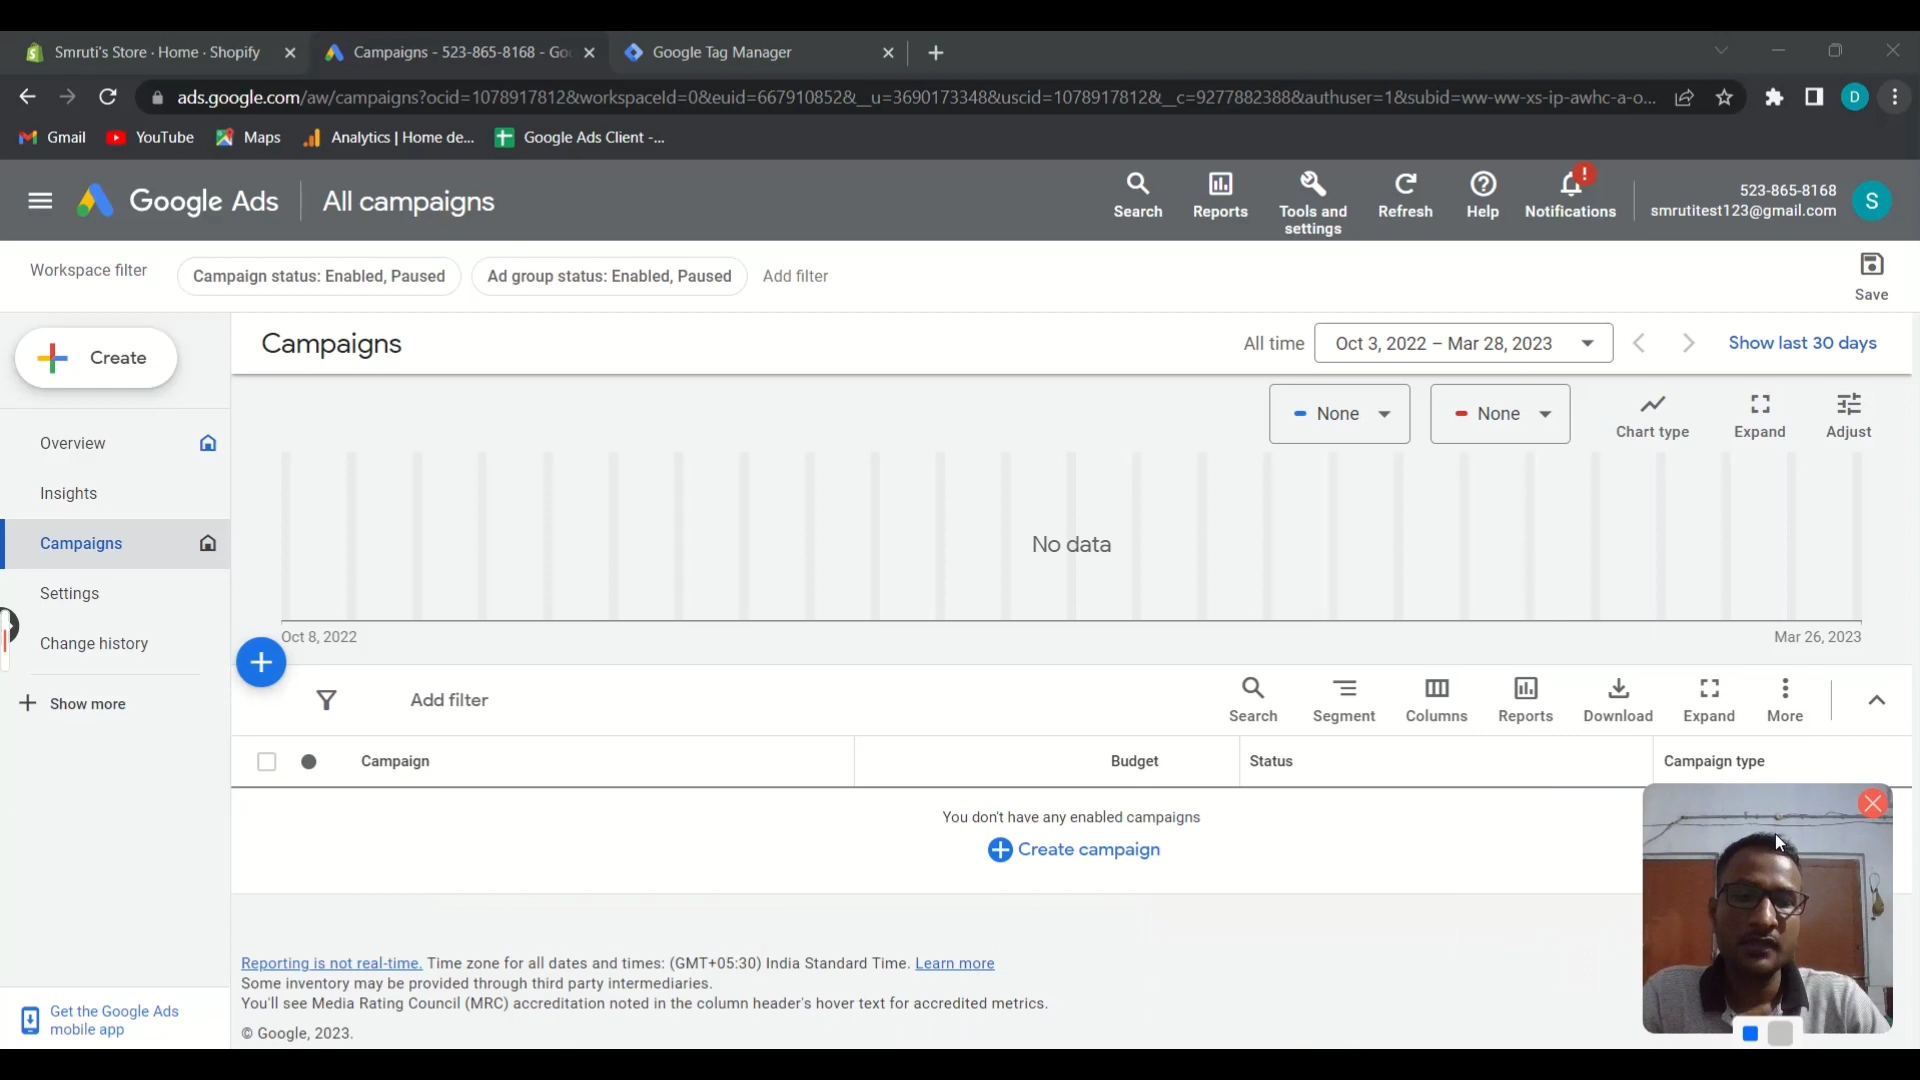 Smruti's Store · Home · Shopify
Campaigns - 523-865-8168 - Goo
Google Tag Manager
ads.google.com/aw/campaigns?ocid=1078917812&workspaceId=0&euid=667910852&__u=3690173348&uscid=1078917812&__c=9277882388&authuser=1&subid=ww-ww-xs-ip-awhc-a-o...
D
Gmail
YouTube
Maps
Analytics | Home de...
Google Ads Client -...
Google Ads
All campaigns
Search
Reports
Tools and
settings
Refresh
Help
!
Notifications
523-865-8168
smrutitest123@gmail.com
S
Workspace filter
Campaign status: Enabled, Paused
Ad group status: Enabled, Paused
Add filter
Save
Create
Campaigns
All time
Oct 3, 2022 – Mar 28, 2023
Show last 30 days
None
None
Chart type
Expand
Adjust
Overview
Insights
Campaigns
Settings
Change history
Show more
No data
Oct 8, 2022
Mar 26, 2023
Add filter
Search
Segment
Columns
Reports
Download
Expand
More
Campaign
Budget
Status
Campaign type
You don't have any enabled campaigns
Create campaign
Reporting is not real-time. Time zone for all dates and times: (GMT+05:30) India Standard Time. Learn more
Some inventory may be provided through third party intermediaries.
You'll see Media Rating Council (MRC) accreditation noted in the column header's hover text for accredited metrics.
© Google, 2023.
Get the Google Ads
mobile app